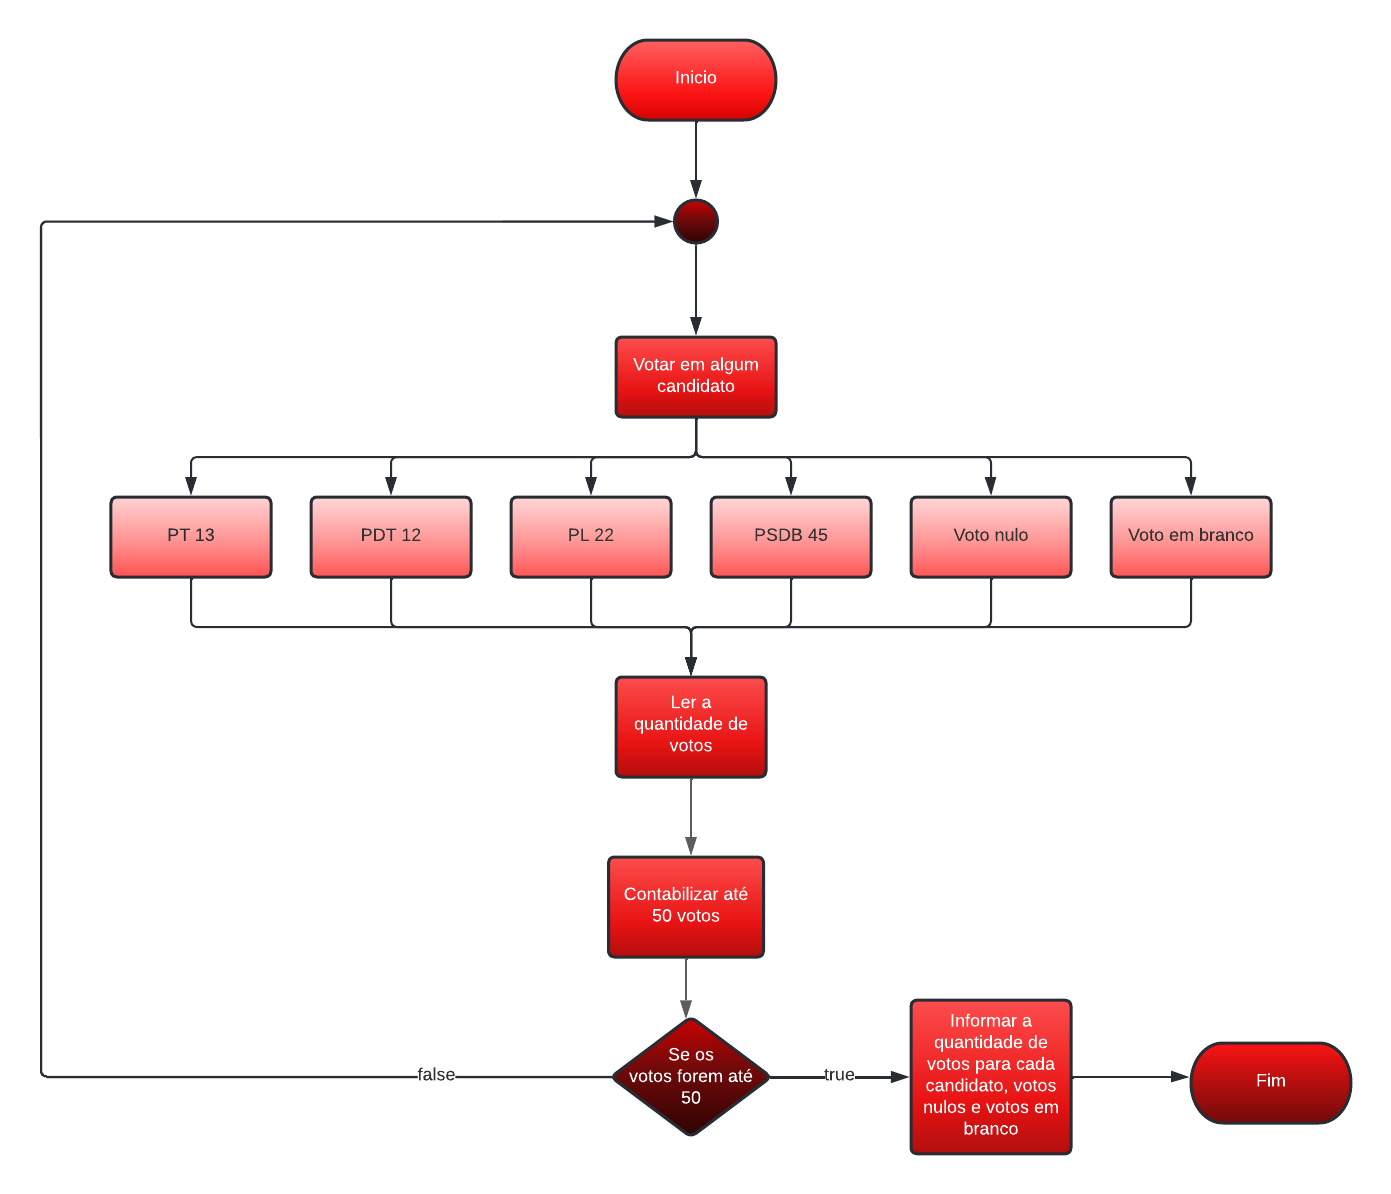 Inicio
Votar em algum
candidato
PT 13
PDT 12
PL 22
PSDB 45
Voto nulo
Voto em branco
Ler a
quantidade de
votos
Contabilizar até
50 votos
Se os
votos forem até
50
false
true
Informar a
quantidade de
votos para cada
candidato, votos
nulos e votos em
branco
Fim